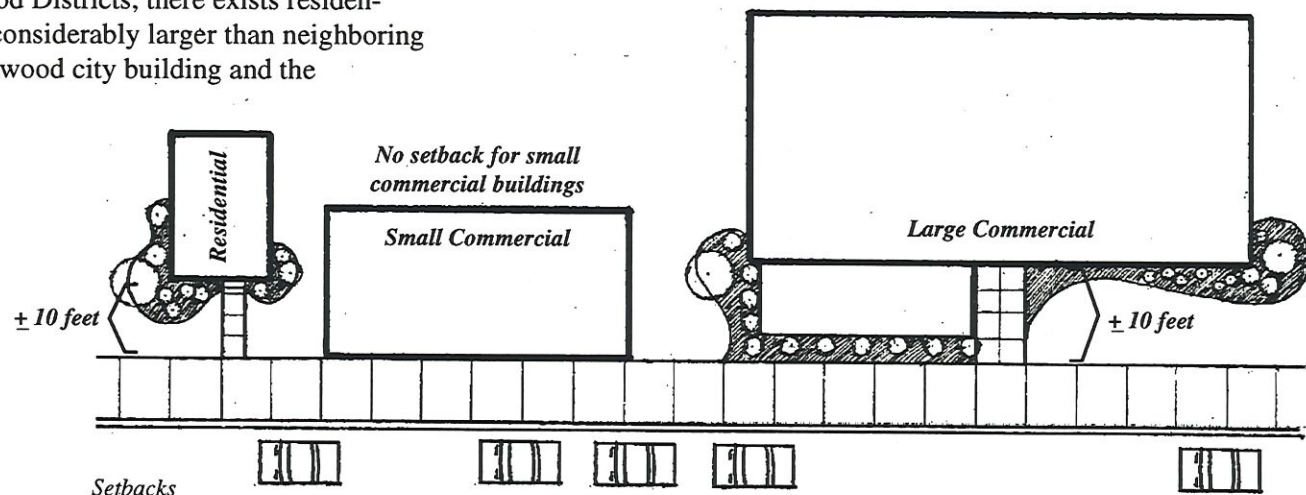 od Districts, there exists residen-
considerably larger than neighboring
wood city building and the
No setback for small
commercial buildings
Residential
Small Commercial
Large Commercial
± 10 feet
± 10 feet
Setbacks